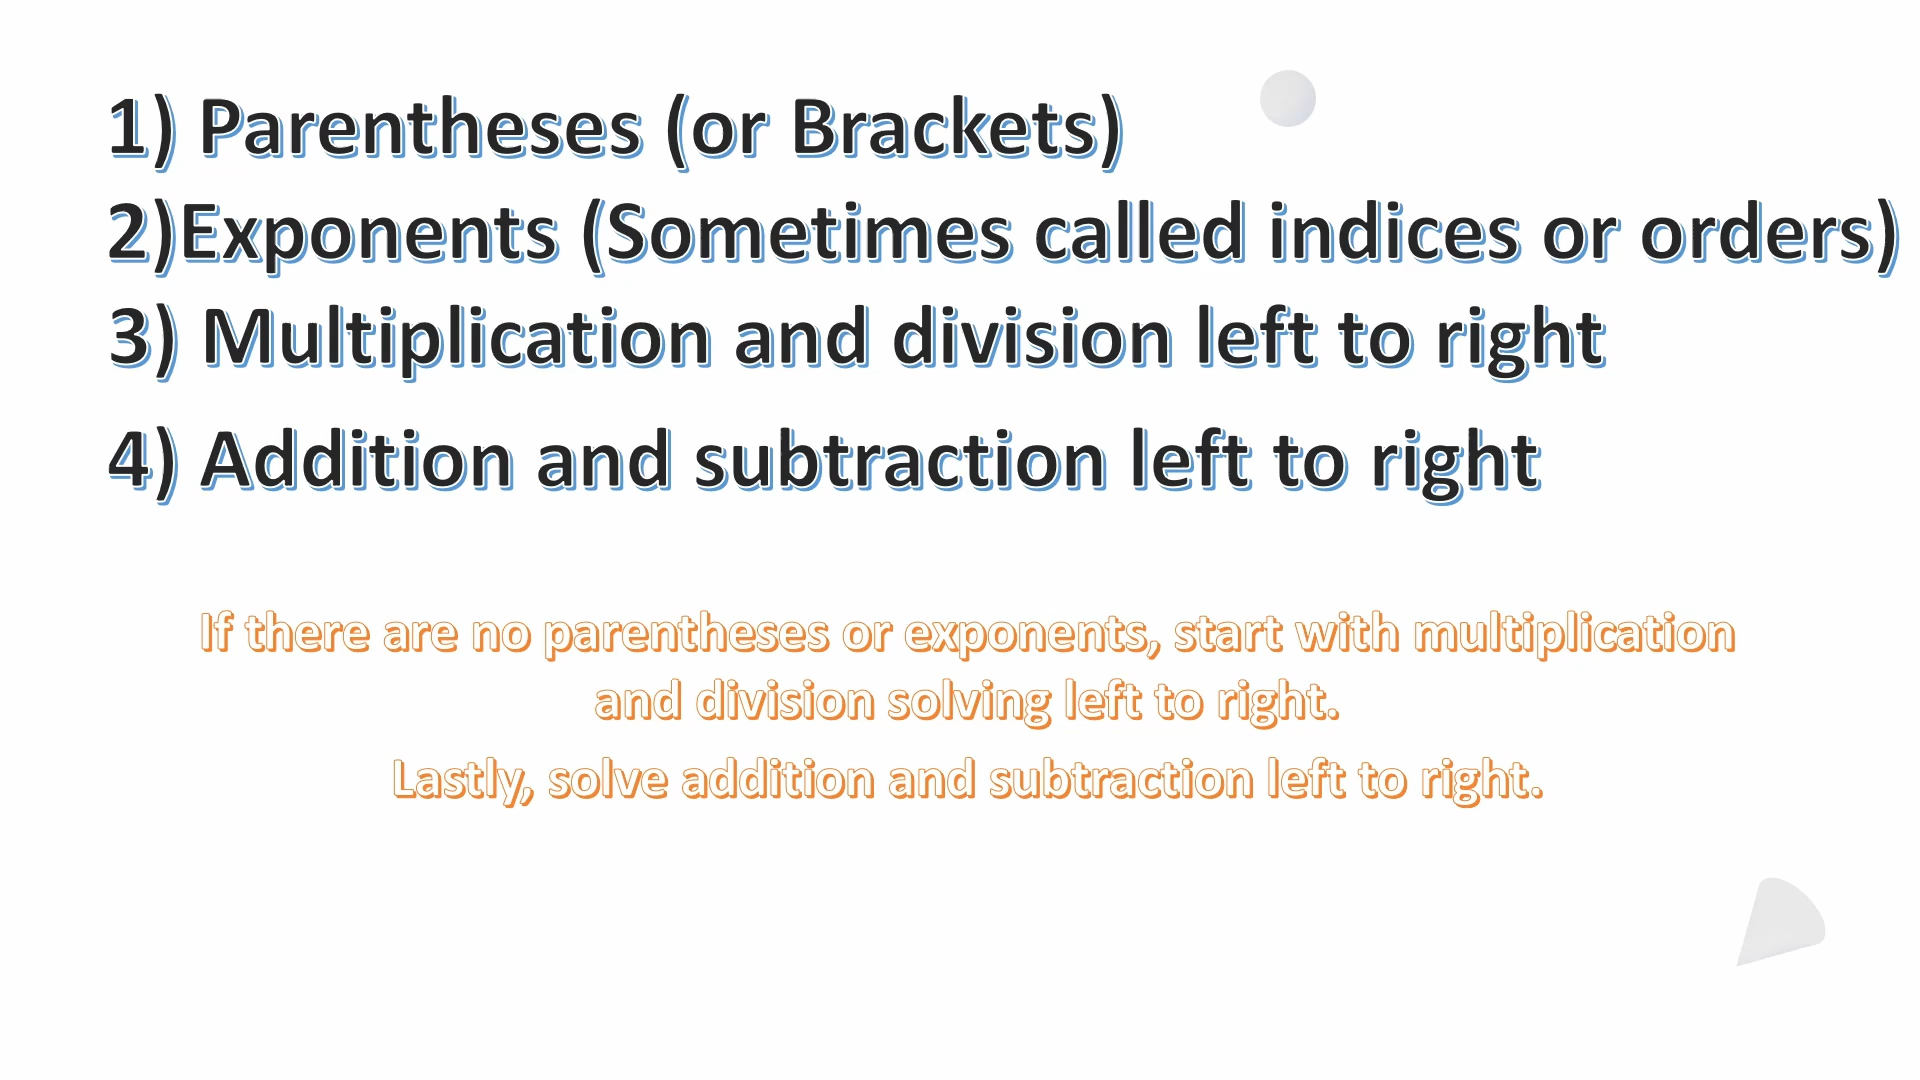 1) Parentheses (or Brackets)
2)Exponents (Sometimes called indices or orders)
3) Multiplication and division left to right
4) Addition and subtraction left to right
If there are no parentheses or exponents, start with multiplication
and division solving left to right.
Lastly, solve addition and subtraction left to right.